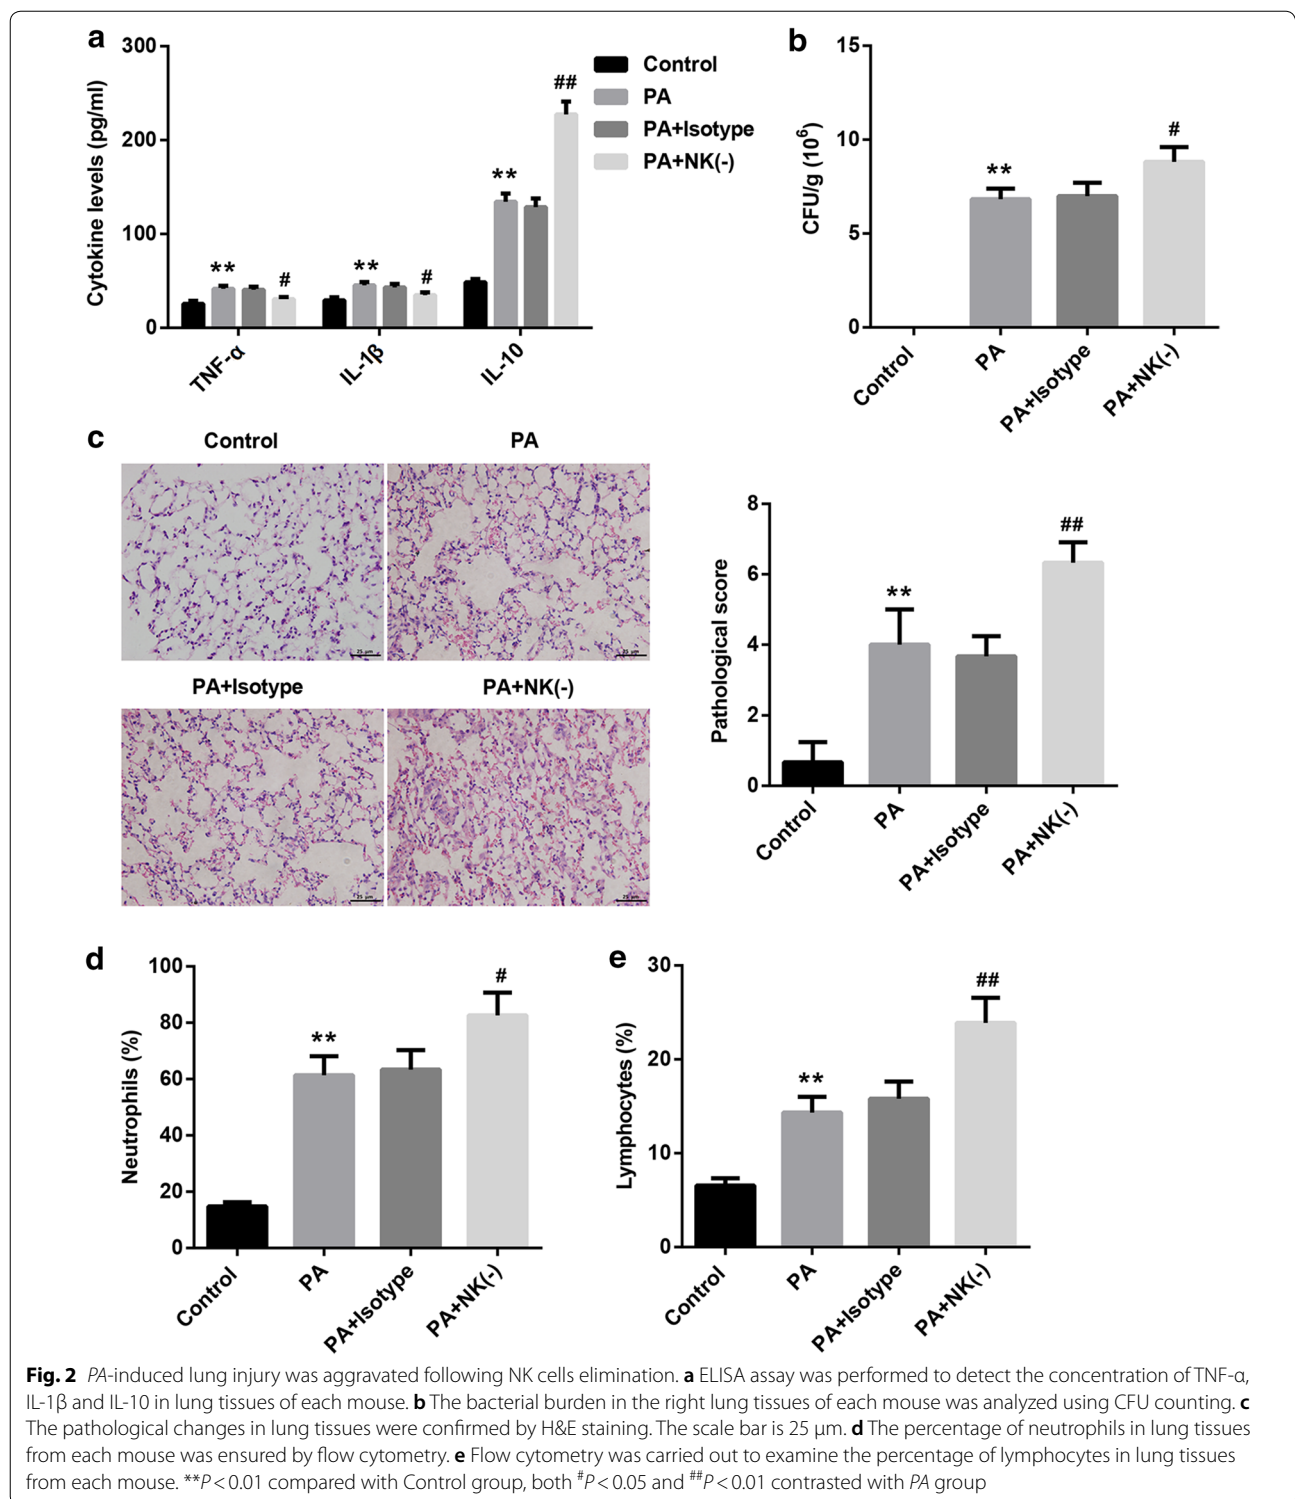 a
300
200
100
0
Cytokine levels (pg/ml)
** # ** # ** ##
TNF-α IL-1β IL-10
Control
PA
PA+Isotype
PA+NK(-)
b
15
10
5
0
CFU/g (10⁶)
** #
Control PA PA+Isotype PA+NK(-)
c
Control PA
25 µm 25 µm
PA+Isotype PA+NK(-)
25 µm 25 µm
8
6
4
2
0
Pathological score
** ##
Control PA PA+Isotype PA+NK(-)
d
100
80
60
40
20
0
Neutrophils (%)
** #
Control PA PA+Isotype PA+NK(-)
e
30
20
10
0
Lymphocytes (%)
** ##
Control PA PA+Isotype PA+NK(-)
Fig. 2 PA-induced lung injury was aggravated following NK cells elimination. a ELISA assay was performed to detect the concentration of TNF-α,
IL-1β and IL-10 in lung tissues of each mouse. b The bacterial burden in the right lung tissues of each mouse was analyzed using CFU counting. c
The pathological changes in lung tissues were confirmed by H&E staining. The scale bar is 25 µm. d The percentage of neutrophils in lung tissues
from each mouse was ensured by flow cytometry. e Flow cytometry was carried out to examine the percentage of lymphocytes in lung tissues
from each mouse. **P < 0.01 compared with Control group, both #P < 0.05 and ##P < 0.01 contrasted with PA group